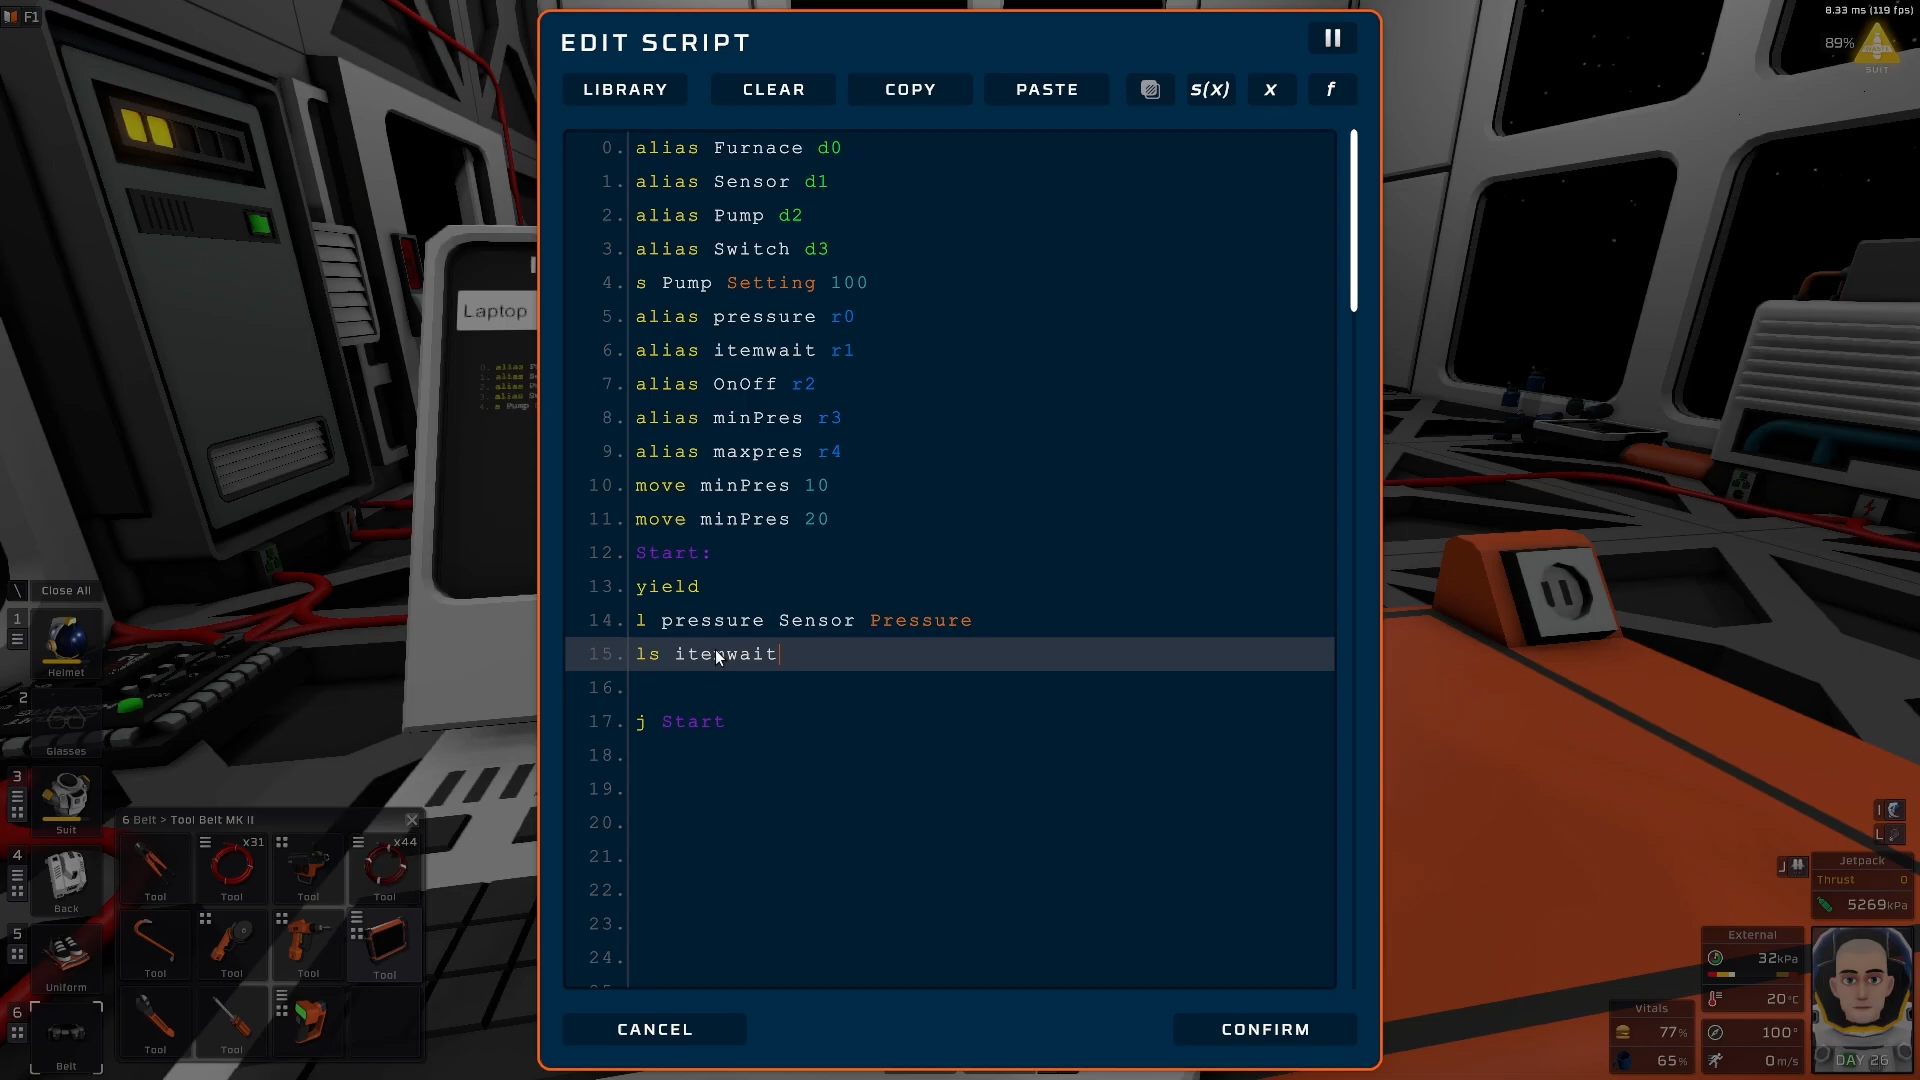 F1
8.33 ms (119 fps)
89%
SUIT
EDIT SCRIPT
LIBRARY
CLEAR
COPY
PASTE
s(x)
x
f
0. alias Furnace d0
1. alias Sensor d1
2. alias Pump d2
3. alias Switch d3
4. s Pump Setting 100
5. alias pressure r0
6. alias itemwait r1
7. alias OnOff r2
8. alias minPres r3
9. alias maxpres r4
10. move minPres 10
11. move minPres 20
12. Start:
13. yield
14. l pressure Sensor Pressure
15. ls itemwait
16.
17. j Start
18.
19.
20.
21.
22.
23.
24.
CANCEL
CONFIRM
Laptop
\ Close All
1
Helmet
2
Glasses
3
Suit
4
Back
5
Uniform
6
Belt
6 Belt > Tool Belt MK II
x31
x44
Tool
Tool
Tool
Tool
Tool
Tool
Tool
Tool
Tool
Tool
I
L
J
Jetpack
Thrust 0
5269kPa
External
32kPa
20°C
100°
0m/s
Vitals
77%
65%
DAY 26